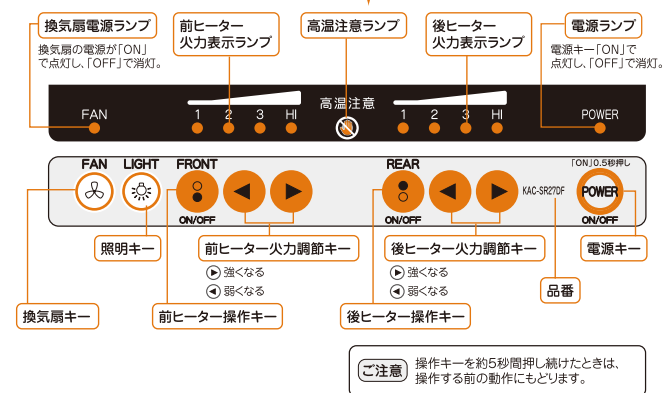 換気扇電源ランプ
換気扇の電源が「ON」
で点灯し、「OFF」で消灯。
前ヒーター
火力表示ランプ
高温注意ランプ
後ヒーター
火力表示ランプ
電源ランプ
電源キー「ON」で
点灯し、「OFF」で消灯。
FAN
1 2 3 HI
高温注意
1 2 3 HI
POWER
FAN LIGHT FRONT
ON/OFF
REAR
ON/OFF
KAC-SR27DF
「ON」0.5秒押し
POWER
ON/OFF
照明キー
前ヒーター火力調節キー
強くなる
弱くなる
後ヒーター火力調節キー
強くなる
弱くなる
電源キー
品番
換気扇キー
前ヒーター操作キー
後ヒーター操作キー
ご注意
操作キーを約5秒間押し続けたときは、
操作する前の動作にもどります。